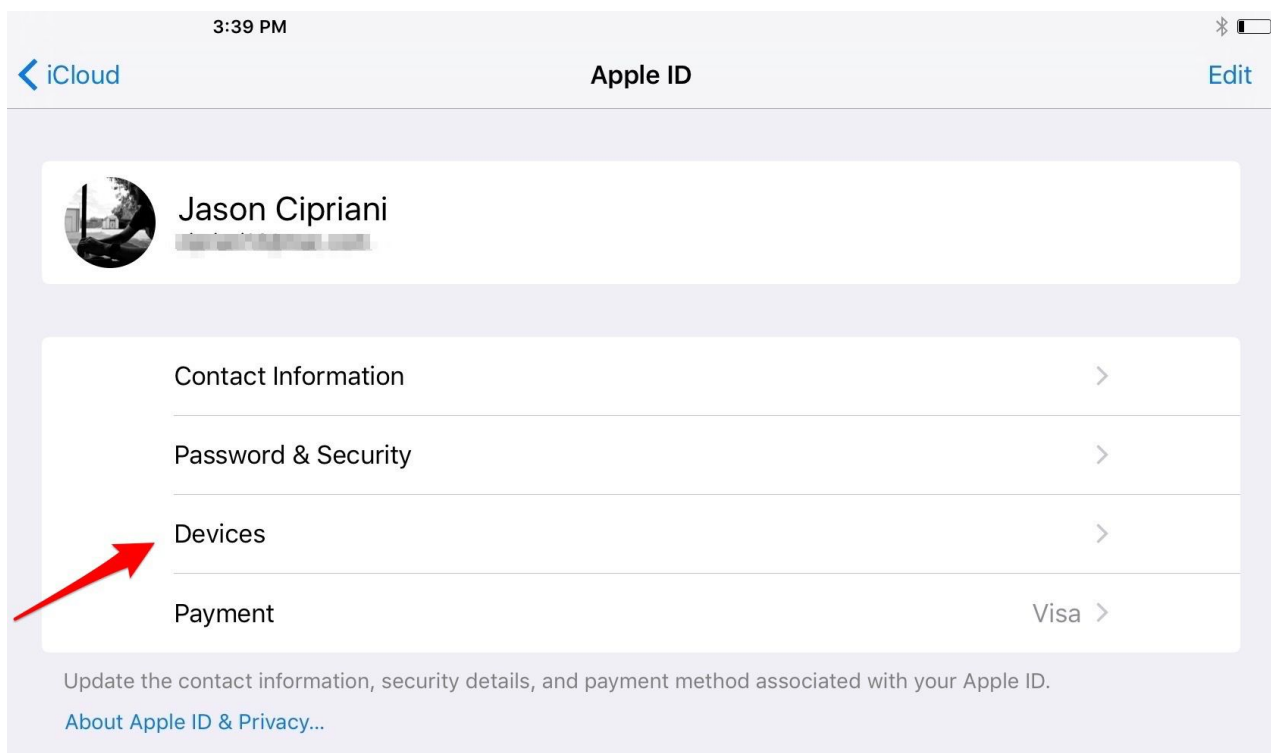 3:39 PM
iCloud
Apple ID
Edit
Jason Cipriani
Contact Information
Password & Security
Devices
Payment
Visa
Update the contact information, security details, and payment method associated with your Apple ID.
About Apple ID & Privacy...